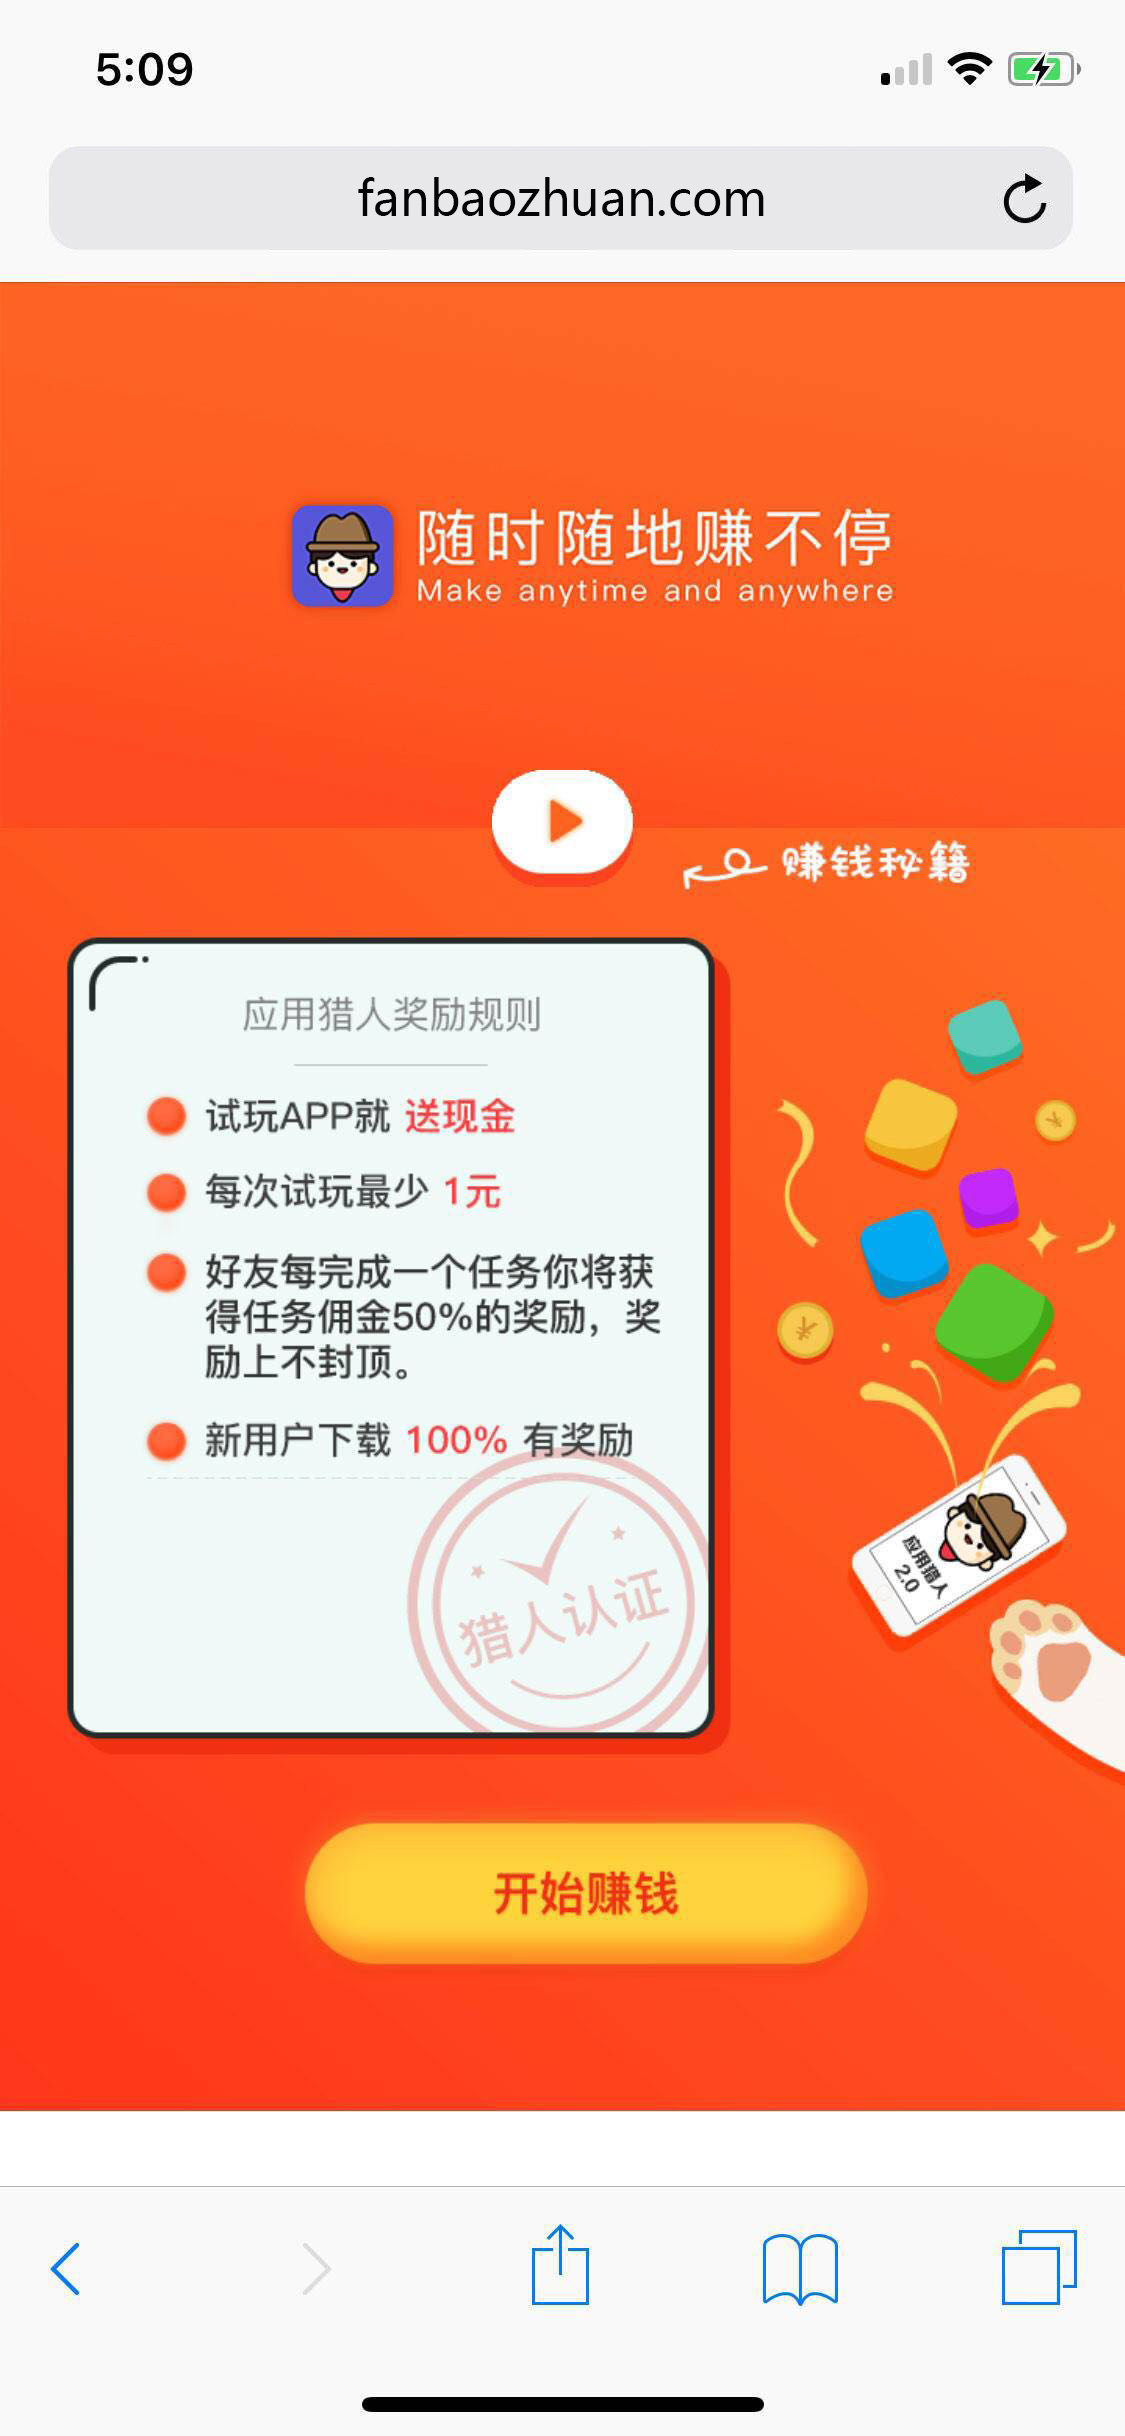 5:09
fanbaozhuan.com
随时随地赚不停
Make anytime and anywhere
赚钱秘籍
应用猎人奖励规则
试玩APP就 送现金
每次试玩最少 1元
好友每完成一个任务你将获
得任务佣金50%的奖励，奖
励上不封顶。
新用户下载 100% 有奖励
猎人认证
应用猎人
2.0
开始赚钱